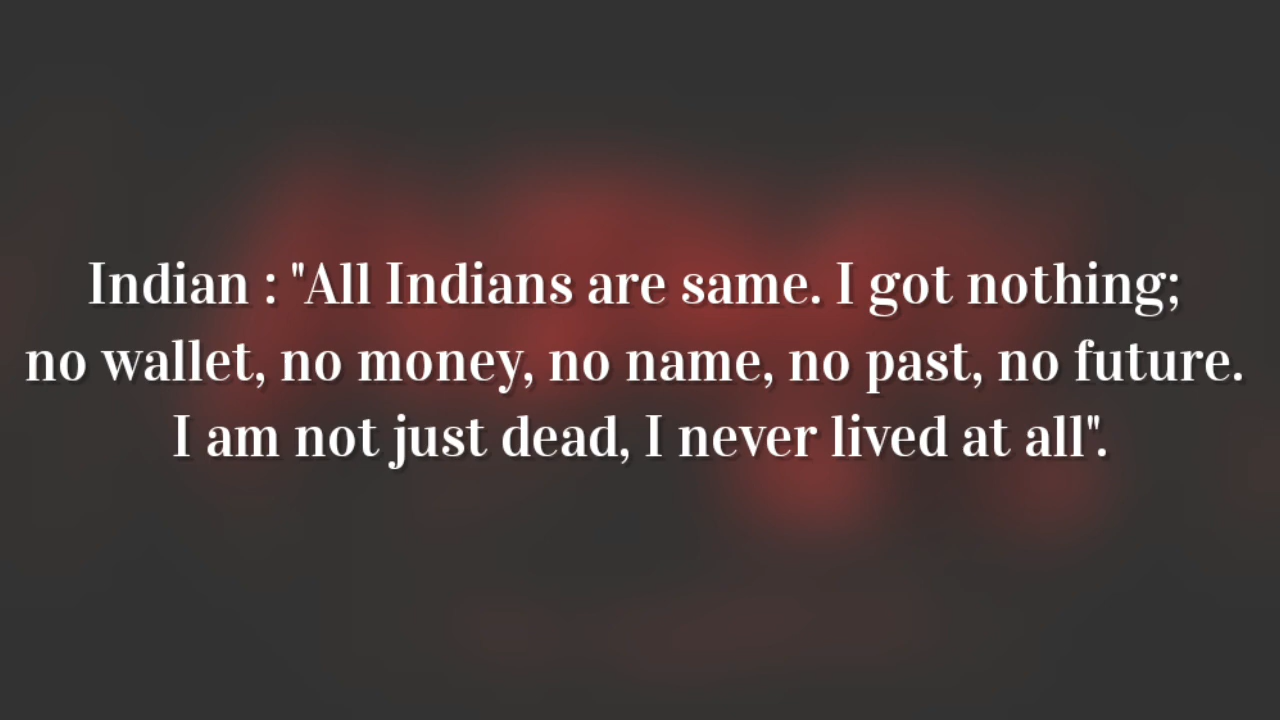 Indian : "All Indians are same. I got nothing;
no wallet, no money, no name, no past, no future.
I am not just dead, I never lived at all".